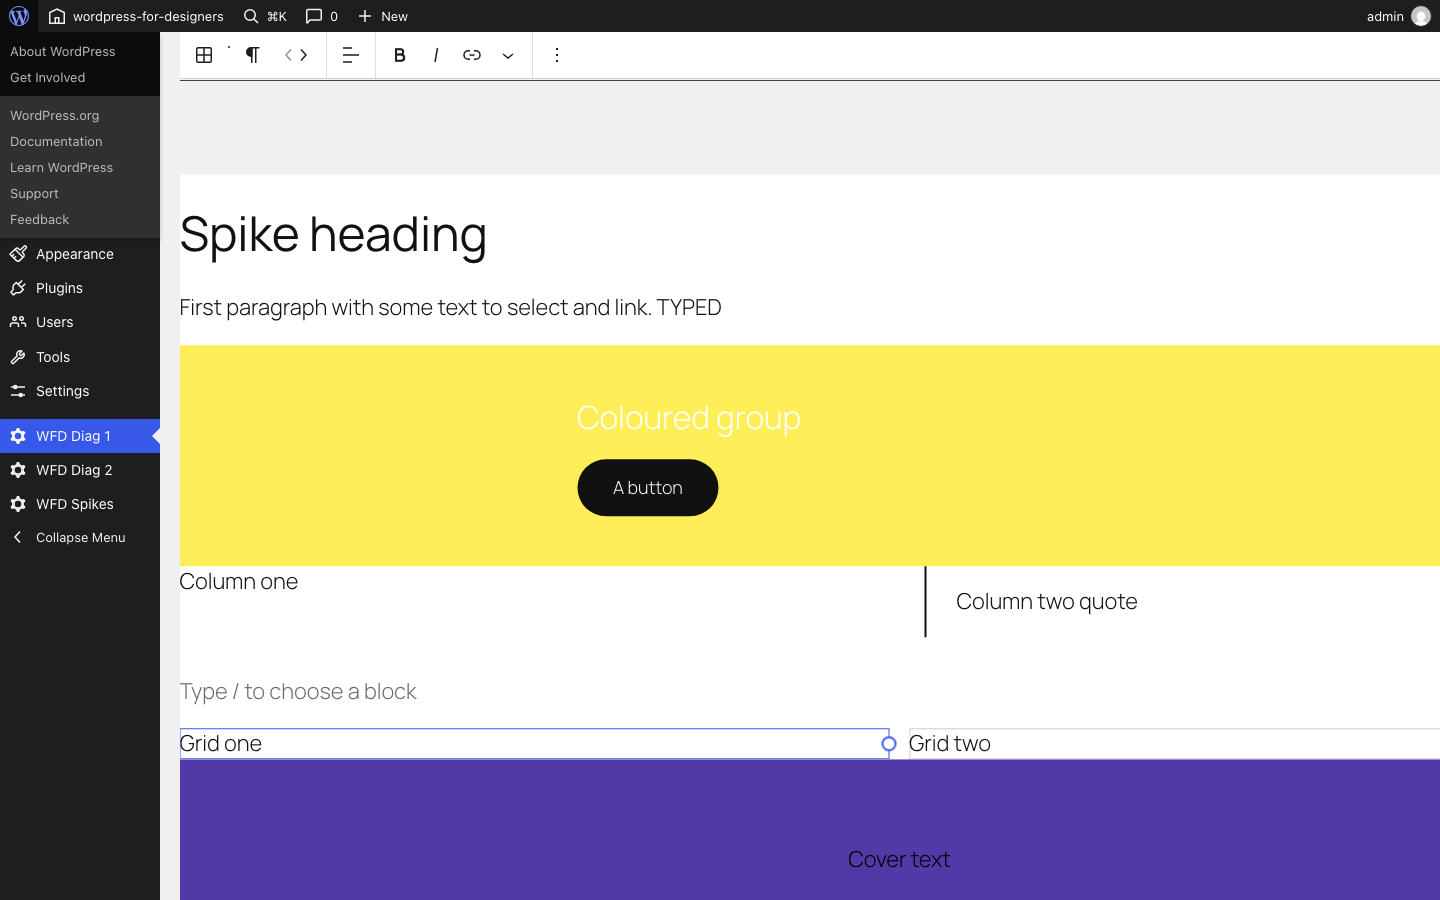 wordpress-for-designers
⌘K
0
New
admin
About WordPress
Get Involved
WordPress.org
Documentation
Learn WordPress
Support
Feedback
Appearance
Plugins
Users
Tools
Settings
WFD Diag 1
WFD Diag 2
WFD Spikes
Collapse Menu
B I
Spike heading
First paragraph with some text to select and link. TYPED
Coloured group
A button
Column one
Column two quote
Type / to choose a block
Grid one
Grid two
Cover text